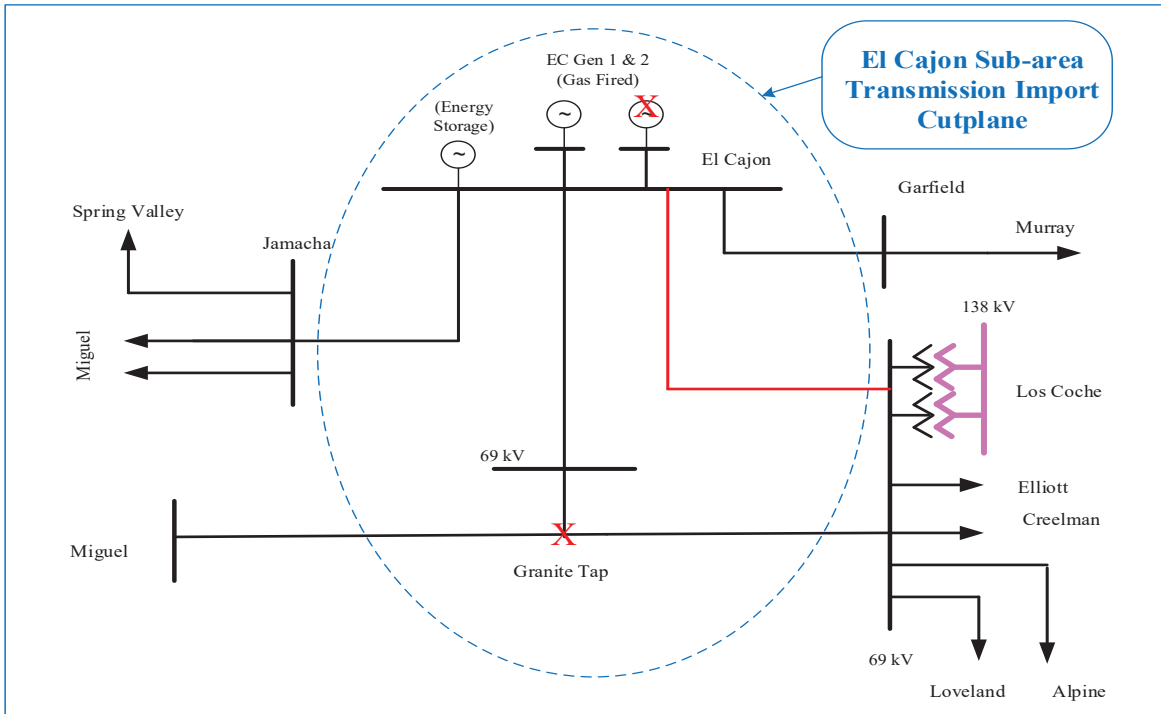 El Cajon Sub-area
Transmission Import
Cutplane
EC Gen 1 & 2
(Gas Fired)
(Energy
Storage)
~
~
~
X
El Cajon
Garfield
Spring Valley
Jamacha
Murray
138 kV
Miguel
Los Coche
69 kV
Elliott
Creelman
Miguel
X
Granite Tap
69 kV
Loveland
Alpine